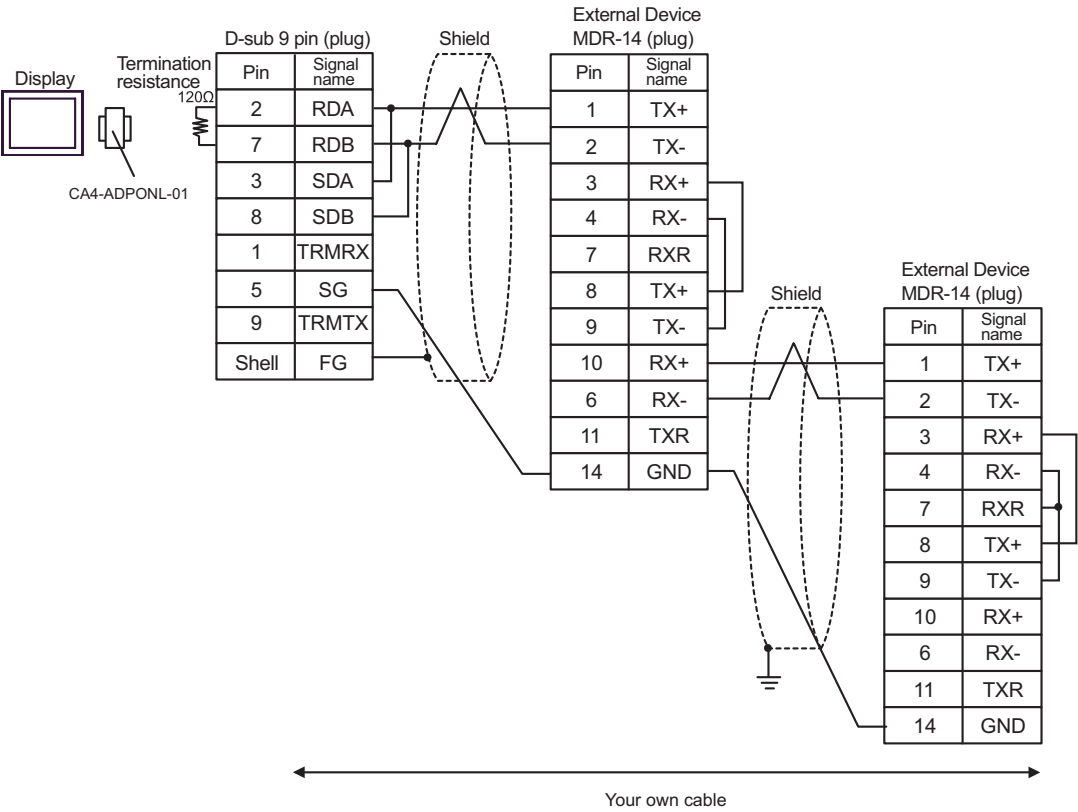 Display
CA4-ADPONL-01
Termination
resistance
120Ω
D-sub 9 pin (plug)
Pin Signal name
2 RDA
7 RDB
3 SDA
8 SDB
1 TRMRX
5 SG
9 TRMTX
Shell FG
Shield
External Device
MDR-14 (plug)
Pin Signal name
1 TX+
2 TX-
3 RX+
4 RX-
7 RXR
8 TX+
9 TX-
10 RX+
6 RX-
11 TXR
14 GND
Shield
External Device
MDR-14 (plug)
Pin Signal name
1 TX+
2 TX-
3 RX+
4 RX-
7 RXR
8 TX+
9 TX-
10 RX+
6 RX-
11 TXR
14 GND
Your own cable